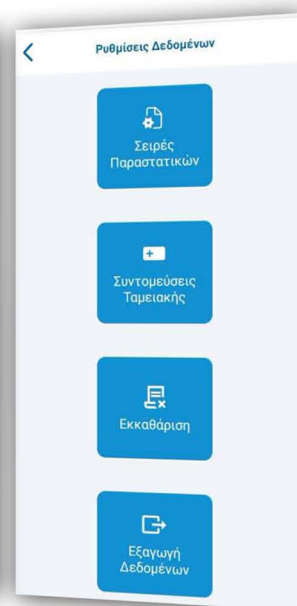 Ρυθμίσεις Δεδομένων
Σειρές
Παραστατικών
Συντομεύσεις
Ταμειακής
Εκκαθάριση
Εξαγωγή
Δεδομένων